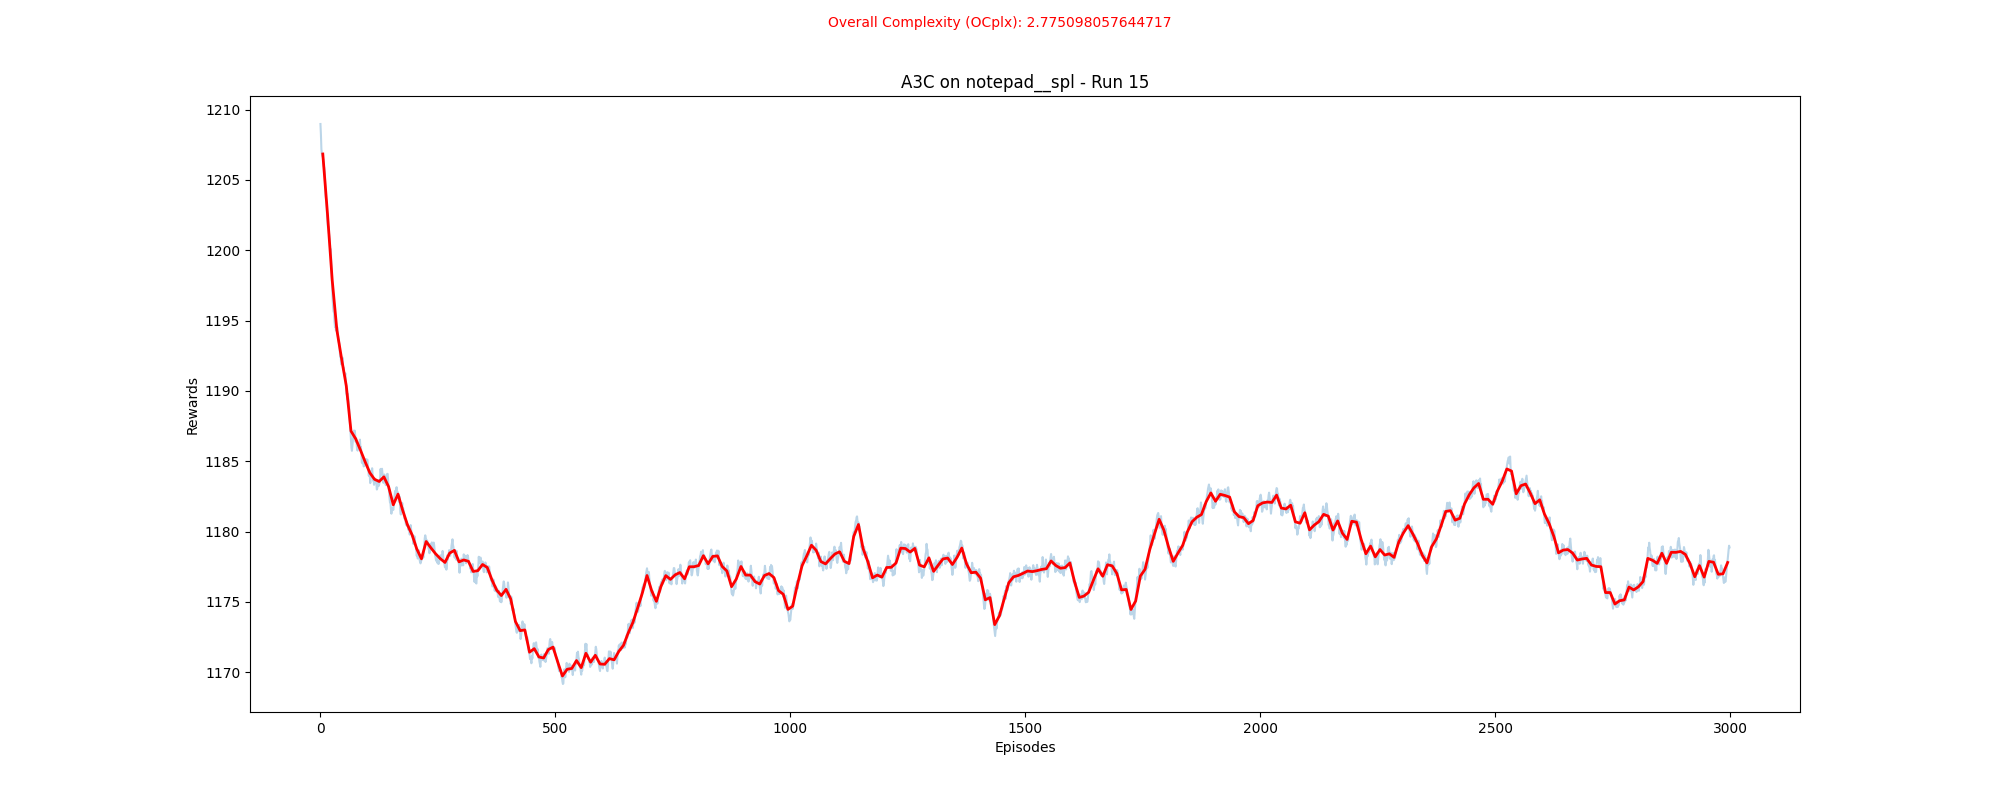 Overall Complexity (OCplx): 2.775098057644717
A3C on notepad__spl - Run 15
1210
1205
1200
1195
1190
1185
1180
1175
1170
Rewards
0 500 1000 1500 2000 2500 3000
Episodes